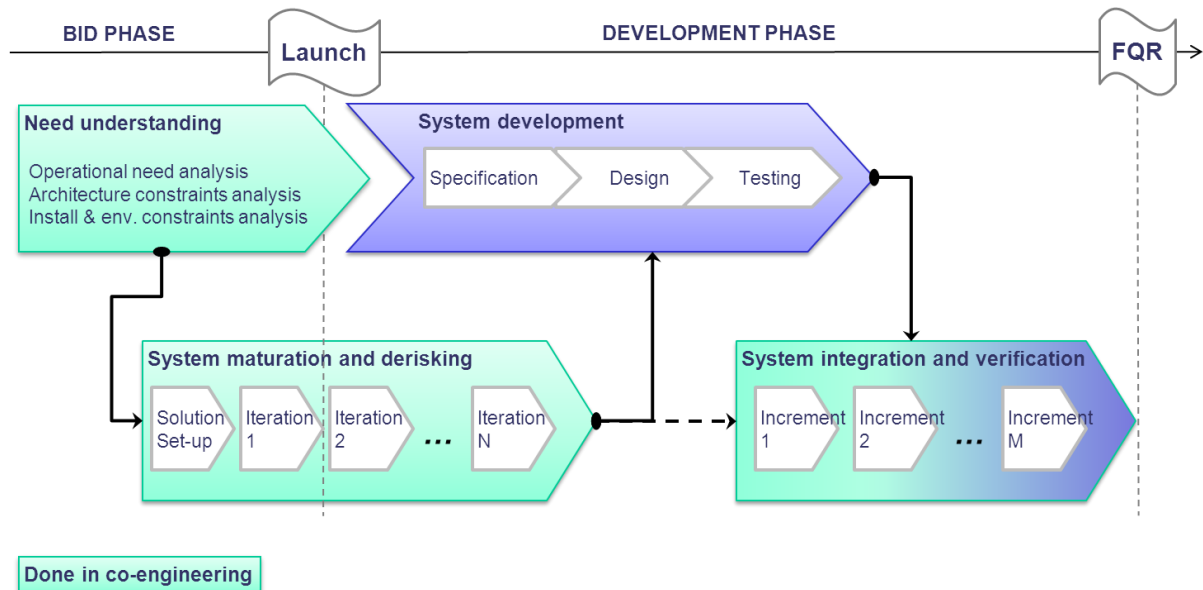 BID PHASE
Launch
DEVELOPMENT PHASE
FQR
Need understanding
Operational need analysis
Architecture constraints analysis
Install & env. constraints analysis
System development
Specification
Design
Testing
System maturation and derisking
Solution
Set-up
Iteration
1
Iteration
2
...
Iteration
N
System integration and verification
Increment
1
Increment
2
...
Increment
M
Done in co-engineering